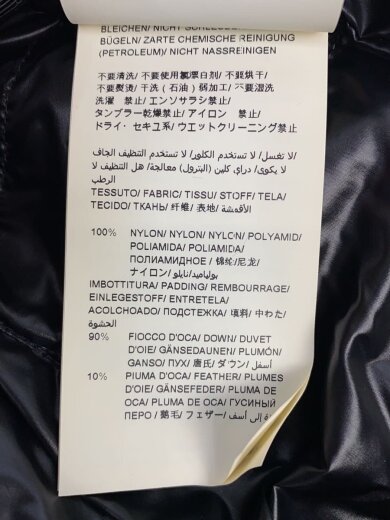 BLEICHEN/ NICHT
BÜGELN/ ZARTE CHEMISCHE REINIGUNG
(PETROLEUM)/ NICHT NASSREINIGEN
不要清洗/ 不要使用氯漂白剂/ 不要烘干/
不要熨烫/ 干洗（石油）弱加工/ 不要湿洗
洗濯 禁止/ エンソサラシ禁止/
タンブラー乾燥禁止/ アイロン 禁止/
ドライ・セキユ系/ ウエットクリーニング禁止
/لا تغسل/ لا تستخدم الكلور/ لا تستخدم التنظيف الجاف
لا يكوى/ دراي كلين (البترول) معالجة/ هل التنظيف لا
الرطب
TESSUTO/ FABRIC/ TISSU/ STOFF/ TELA/
TECIDO/ ТКАНЬ/ 纤维/ 表地/ الأقمشة
100% NYLON/ NYLON/ NYLON/ POLYAMID/
POLIAMIDA/ POLIAMIDA/
ПОЛИАМИДНОЕ / 锦纶/尼龙/
ナイロン/ بولياميد/نايلو
IMBOTTITURA/ PADDING/ REMBOURRAGE/
EINLEGESTOFF/ ENTRETELA/
ACOLCHOADO/ ПОДСТЕЖКА/ 填料/ 中わた/
الحشوة
90% FIOCCO D'OCA/ DOWN/ DUVET
D'OIE/ GÄNSEDAUNEN/ PLUMÓN/
GANSO/ ПУХ/ 唐氏/ ダウン/ أسفل
10% PIUMA D'OCA/ FEATHER/ PLUMES
D'OIE/ GÄNSEFEDER/ PLUMA DE
OCA/ PLUMA DE OCA/ ГУСИНЫЙ
ПЕРО / 鵝毛/ フェザー/ إلى أسف